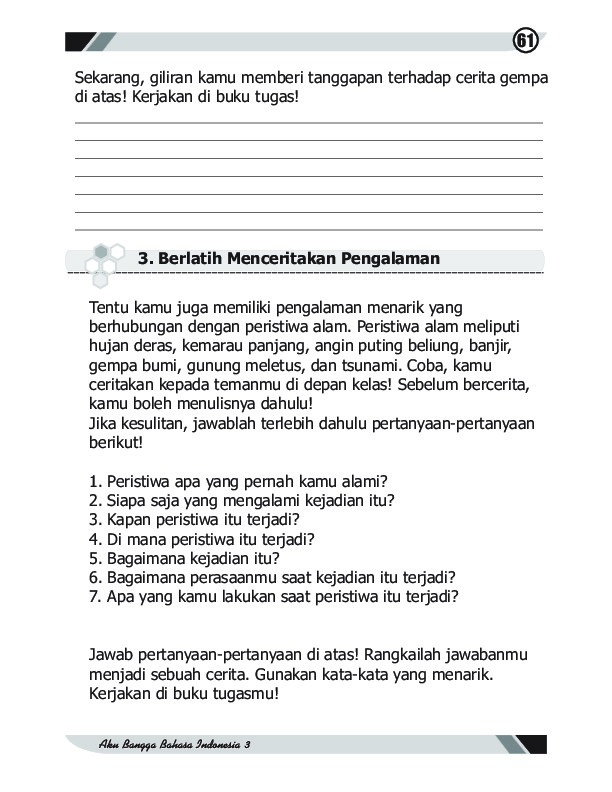 61
Sekarang, giliran kamu memberi tanggapan terhadap cerita gempa
di atas! Kerjakan di buku tugas!
3. Berlatih Menceritakan Pengalaman
Tentu kamu juga memiliki pengalaman menarik yang
berhubungan dengan peristiwa alam. Peristiwa alam meliputi
hujan deras, kemarau panjang, angin puting beliung, banjir,
gempa bumi, gunung meletus, dan tsunami. Coba, kamu
ceritakan kepada temanmu di depan kelas! Sebelum bercerita,
kamu boleh menulisnya dahulu!
Jika kesulitan, jawablah terlebih dahulu pertanyaan-pertanyaan
berikut!
1. Peristiwa apa yang pernah kamu alami?
2. Siapa saja yang mengalami kejadian itu?
3. Kapan peristiwa itu terjadi?
4. Di mana peristiwa itu terjadi?
5. Bagaimana kejadian itu?
6. Bagaimana perasaanmu saat kejadian itu terjadi?
7. Apa yang kamu lakukan saat peristiwa itu terjadi?
Jawab pertanyaan-pertanyaan di atas! Rangkailah jawabanmu
menjadi sebuah cerita. Gunakan kata-kata yang menarik.
Kerjakan di buku tugasmu!
Aku Bangga Bahasa Indonesia 3